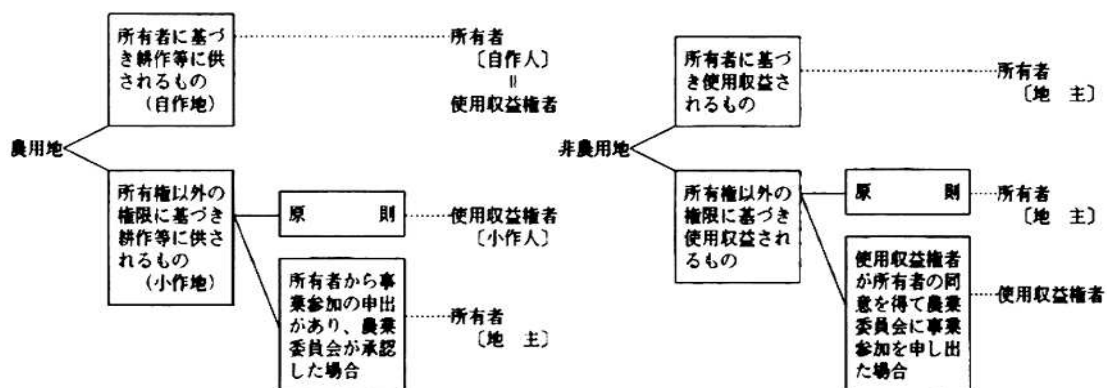 農用地
所有者に基づ
き耕作等に供
されるもの
(自作地)
所有者
〔自作人〕
॥
使用収益権者
所有権以外の
権限に基づき
耕作等に供さ
れるもの
(小作地)
原 則
使用収益権者
〔小作人〕
所有者から事
業参加の申出
があり、農業
委員会が承認
した場合
所有者
〔地 主〕
非農用地
所有者に基づ
き使用収益さ
れるもの
所有者
〔地 主〕
所有権以外の
権限に基づき
使用収益され
るもの
原 則
所有者
〔地 主〕
使用収益権者
が所有者の同
意を得て農業
委員会に事業
参加を申し出
た場合
使用収益権者